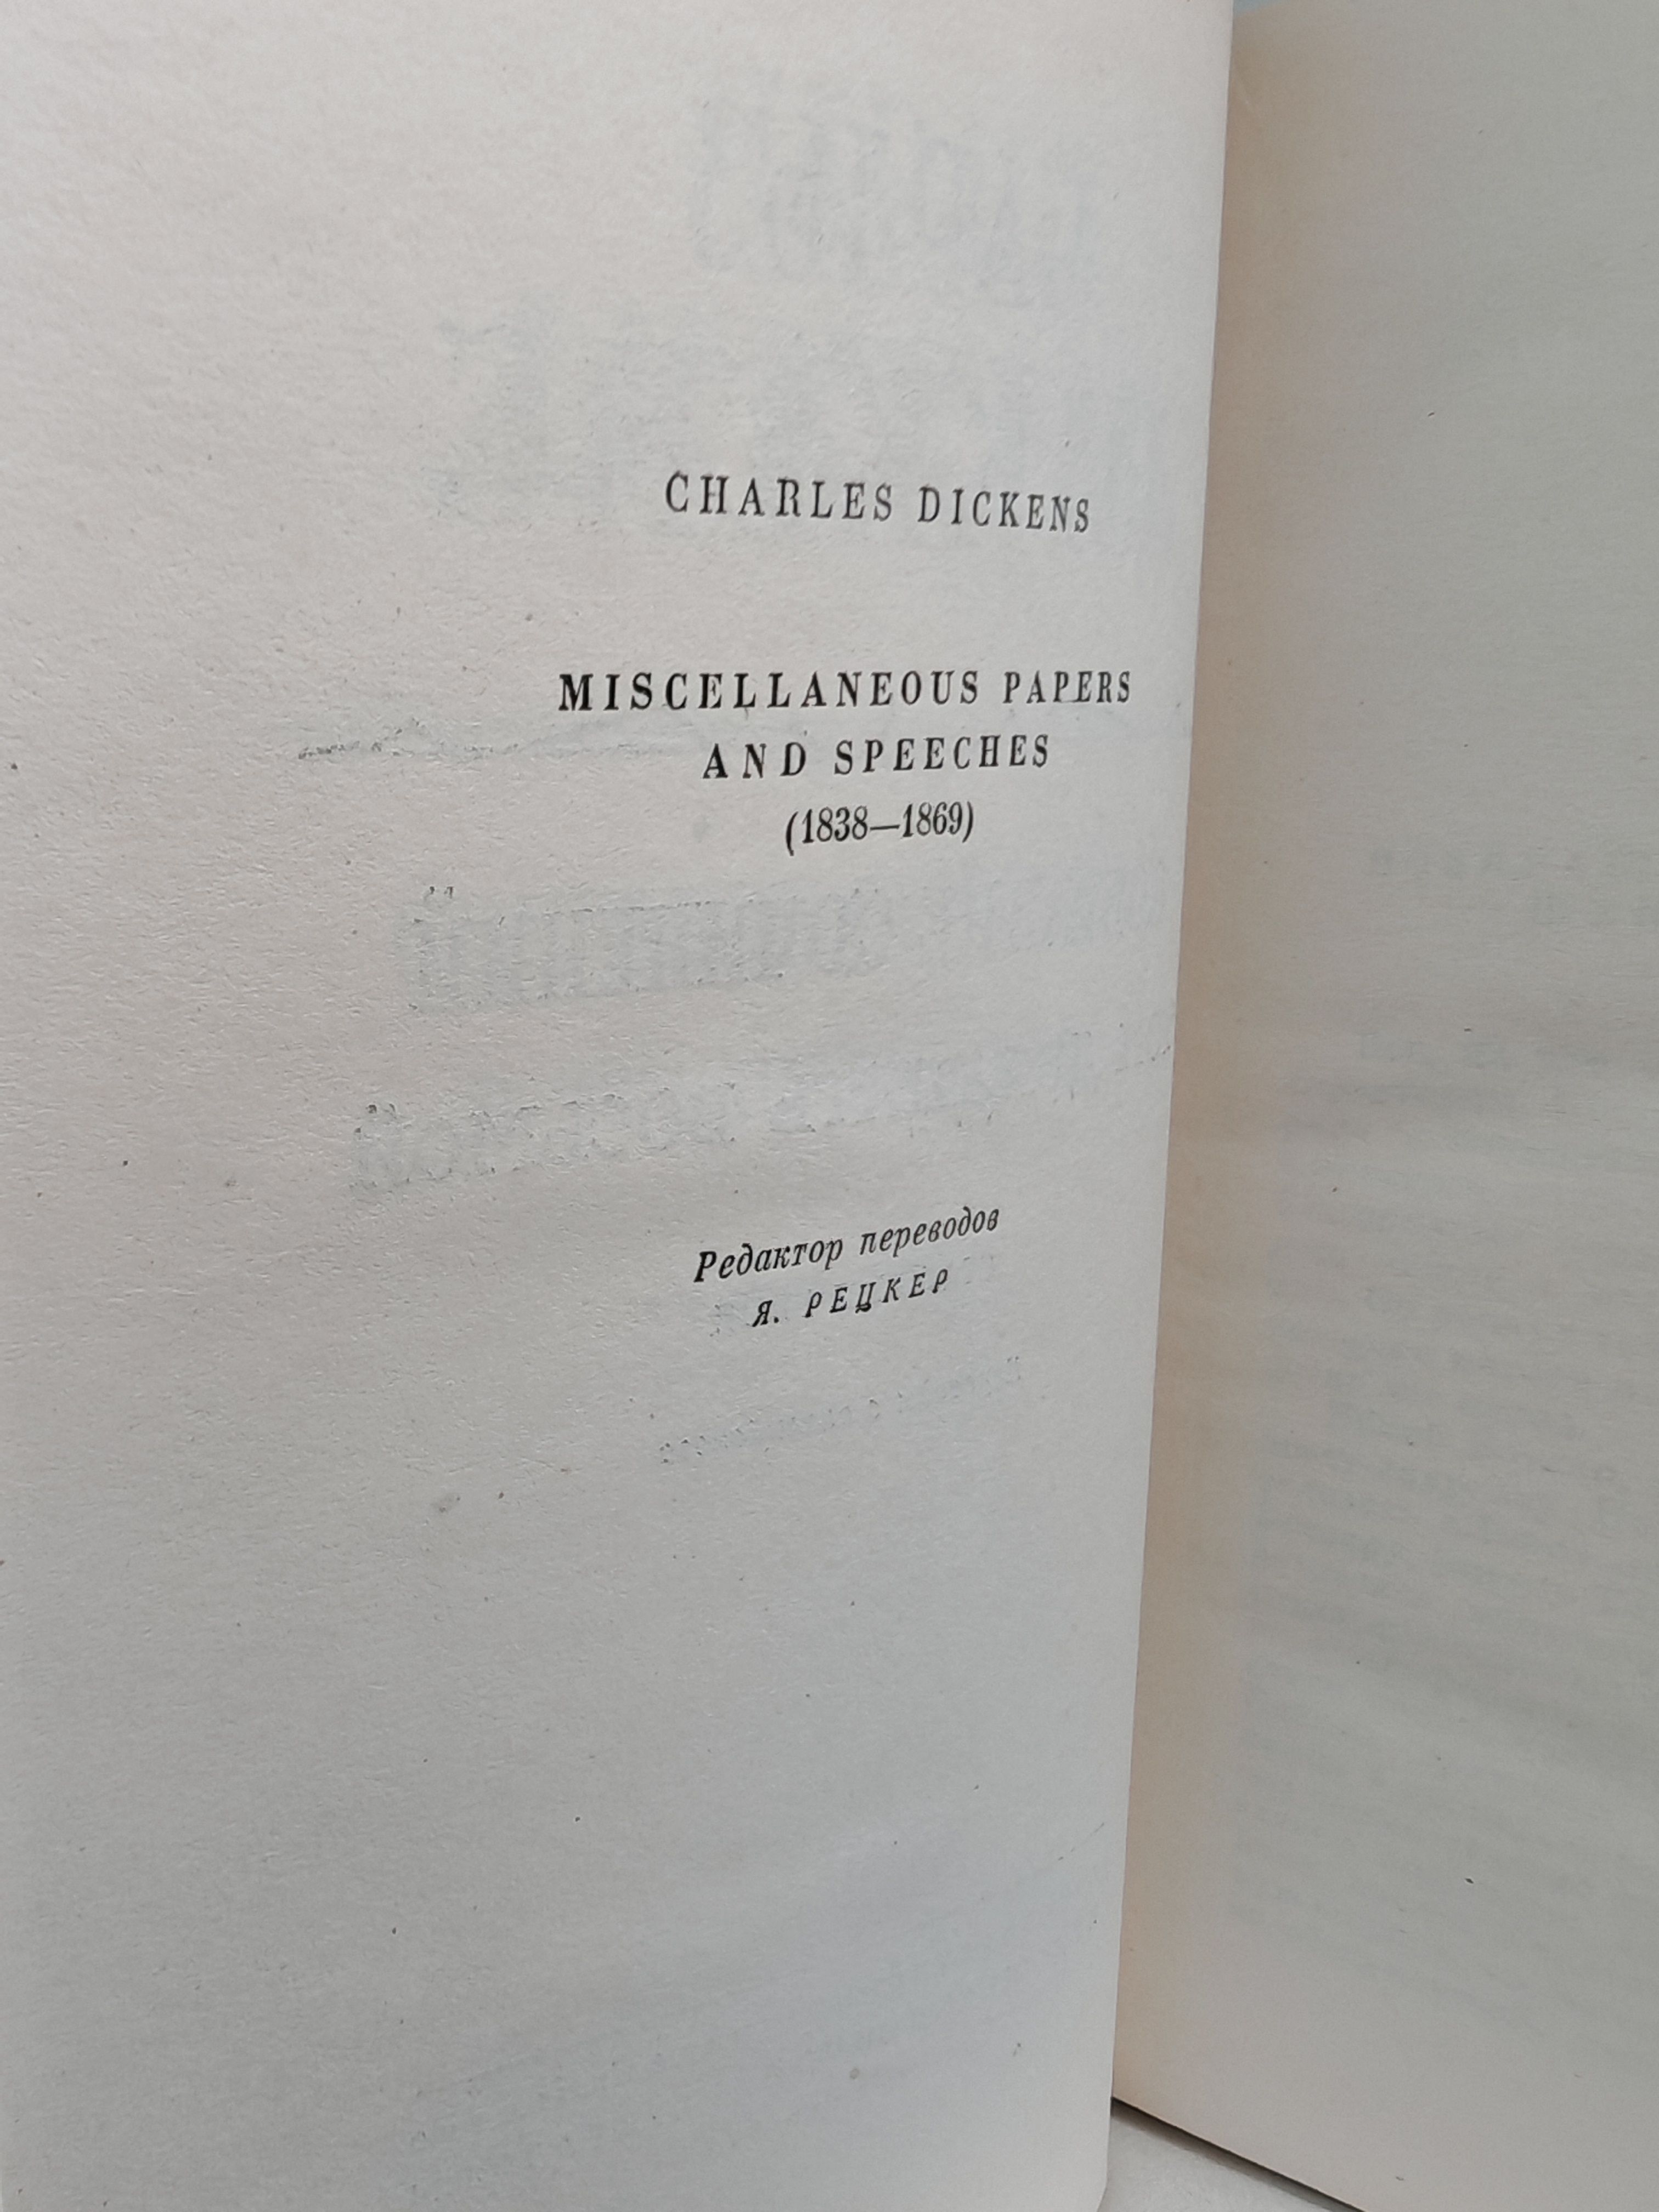 CHARLES DICKENS
MISCELLANEOUS PAPERS
AND SPEECHES
(1838—1869)
Редактор переводов
Я. РЕЦКЕР